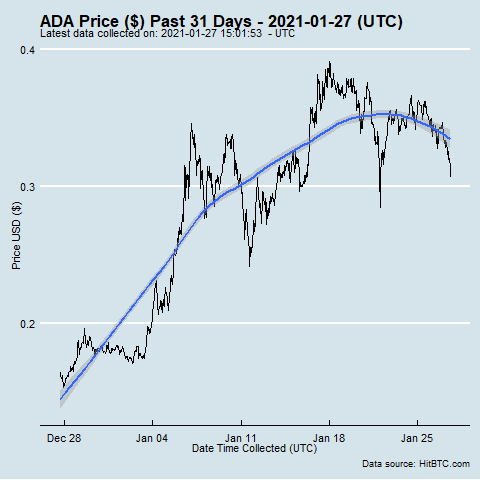 ADA Price ($) Past 31 Days - 2021-01-27 (UTC)
Latest data collected on: 2021-01-27 15:01:53  - UTC
0.4
0.3
0.2
Price USD ($)
Dec 28 Jan 04 Jan 11 Jan 18 Jan 25
Date Time Collected (UTC)
Data source: HitBTC.com